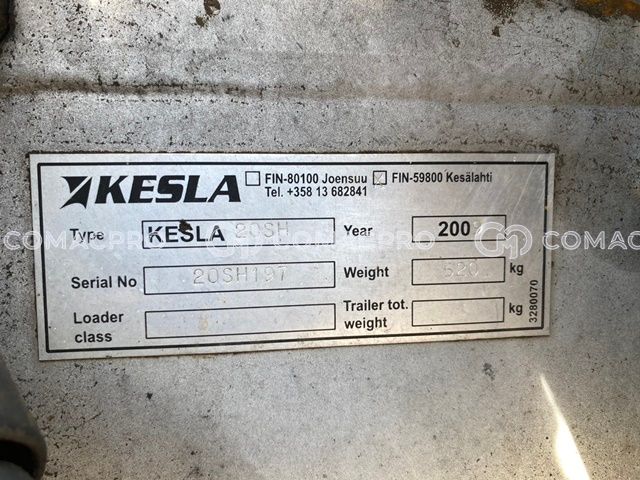 KESLA
FIN-80100 Joensuu FIN-59800 Kesälahti
Tel. +358 13 682841
Type KESLA 20SH Year 200
Serial No 20SH197 Weight 520 kg
Loader class Trailer tot. weight kg
3280070
COMACPRO COMACPRO COMACPRO